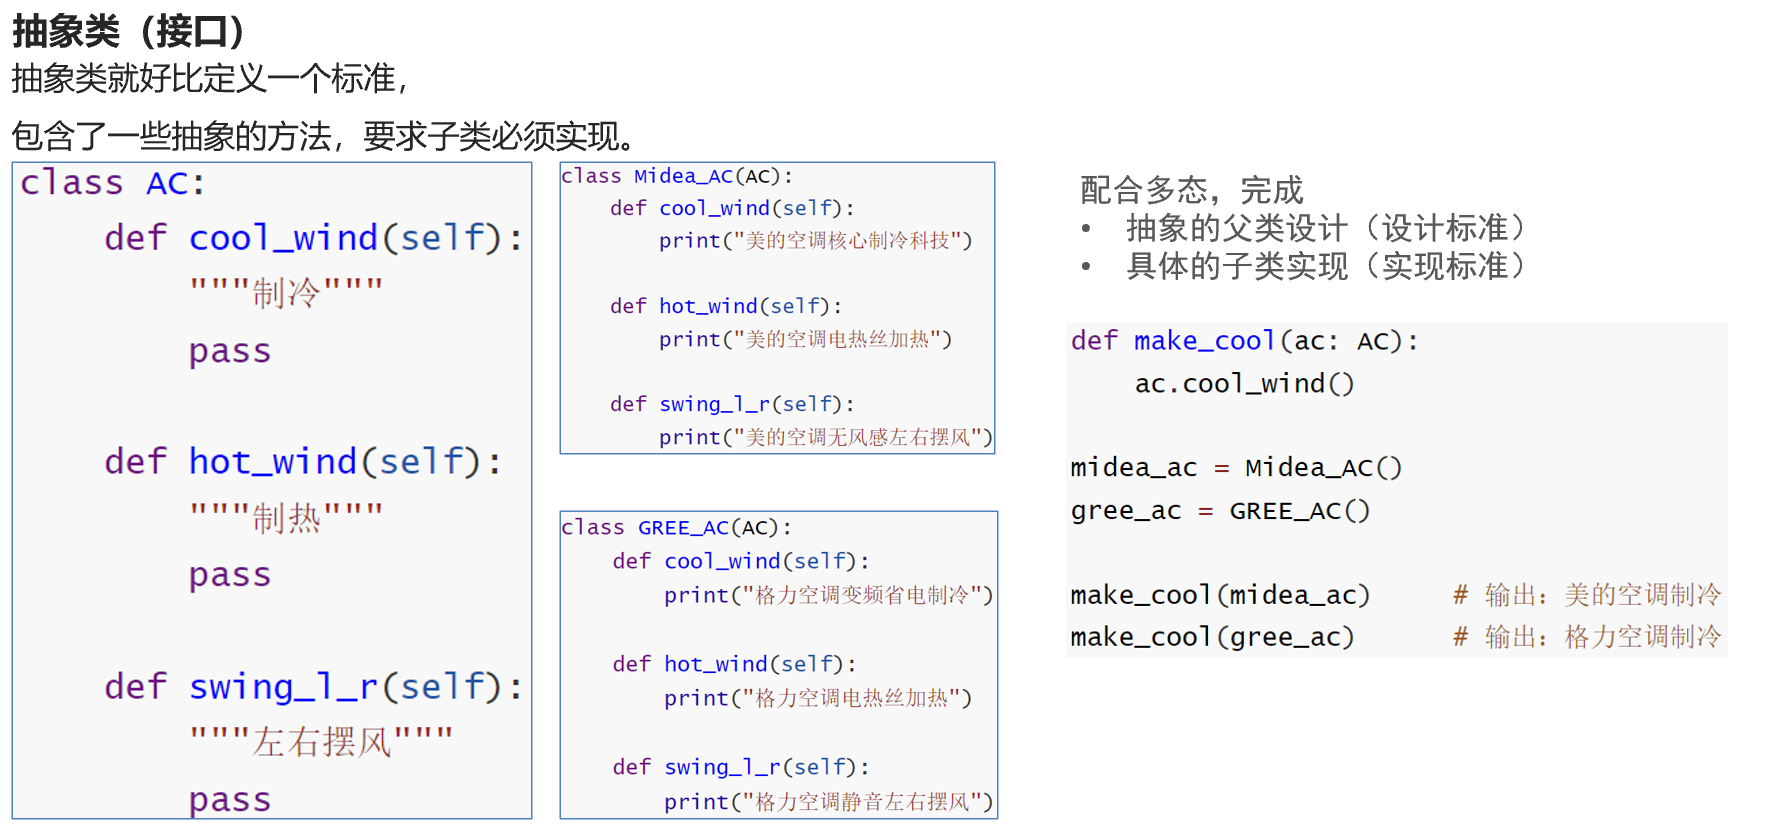 抽象类（接口）
抽象类就好比定义一个标准，
包含了一些抽象的方法，要求子类必须实现。
class AC:
    def cool_wind(self):
        """制冷"""
        pass
    def hot_wind(self):
        """制热"""
        pass
    def swing_l_r(self):
        """左右摆风"""
        pass
class Midea_AC(AC):
    def cool_wind(self):
        print("美的空调核心制冷科技")
    def hot_wind(self):
        print("美的空调电热丝加热")
    def swing_l_r(self):
        print("美的空调无风感左右摆风")
class GREE_AC(AC):
    def cool_wind(self):
        print("格力空调变频省电制冷")
    def hot_wind(self):
        print("格力空调电热丝加热")
    def swing_l_r(self):
        print("格力空调静音左右摆风")
配合多态，完成
• 抽象的父类设计（设计标准）
• 具体的子类实现（实现标准）
def make_cool(ac: AC):
    ac.cool_wind()
midea_ac = Midea_AC()
gree_ac = GREE_AC()
make_cool(midea_ac)     # 输出：美的空调制冷
make_cool(gree_ac)      # 输出：格力空调制冷